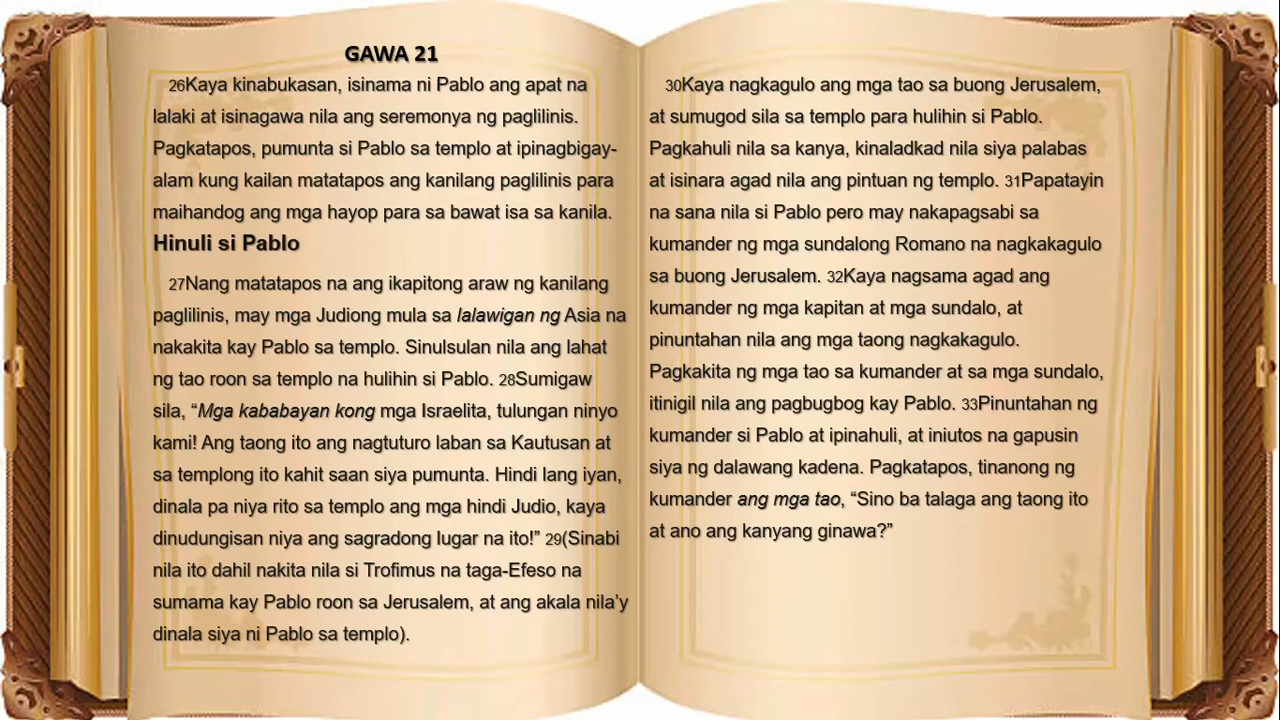 GAWA 21
26Kaya kinabukasan, isinama ni Pablo ang apat na
lalaki at isinagawa nila ang seremonya ng paglilinis.
Pagkatapos, pumunta si Pablo sa templo at ipinagbigay-
alam kung kailan matatapos ang kanilang paglilinis para
maihandog ang mga hayop para sa bawat isa sa kanila.
Hinuli si Pablo
27Nang matatapos na ang ikapitong araw ng kanilang
paglilinis, may mga Judiong mula sa lalawigan ng Asia na
nakakita kay Pablo sa templo. Sinulsulan nila ang lahat
ng tao roon sa templo na hulihin si Pablo. 28Sumigaw
sila, “Mga kababayan kong mga Israelita, tulungan ninyo
kami! Ang taong ito ang nagtuturo laban sa Kautusan at
sa templong ito kahit saan siya pumunta. Hindi lang iyan,
dinala pa niya rito sa templo ang mga hindi Judio, kaya
dinudungisan niya ang sagradong lugar na ito!” 29(Sinabi
nila ito dahil nakita nila si Trofimus na taga-Efeso na
sumama kay Pablo roon sa Jerusalem, at ang akala nila’y
dinala siya ni Pablo sa templo).
30Kaya nagkagulo ang mga tao sa buong Jerusalem,
at sumugod sila sa templo para hulihin si Pablo.
Pagkahuli nila sa kanya, kinaladkad nila siya palabas
at isinara agad nila ang pintuan ng templo. 31Papatayin
na sana nila si Pablo pero may nakapagsabi sa
kumander ng mga sundalong Romano na nagkakagulo
sa buong Jerusalem. 32Kaya nagsama agad ang
kumander ng mga kapitan at mga sundalo, at
pinuntahan nila ang mga taong nagkakagulo.
Pagkakita ng mga tao sa kumander at sa mga sundalo,
itinigil nila ang pagbugbog kay Pablo. 33Pinuntahan ng
kumander si Pablo at ipinahuli, at iniutos na gapusin
siya ng dalawang kadena. Pagkatapos, tinanong ng
kumander ang mga tao, “Sino ba talaga ang taong ito
at ano ang kanyang ginawa?”